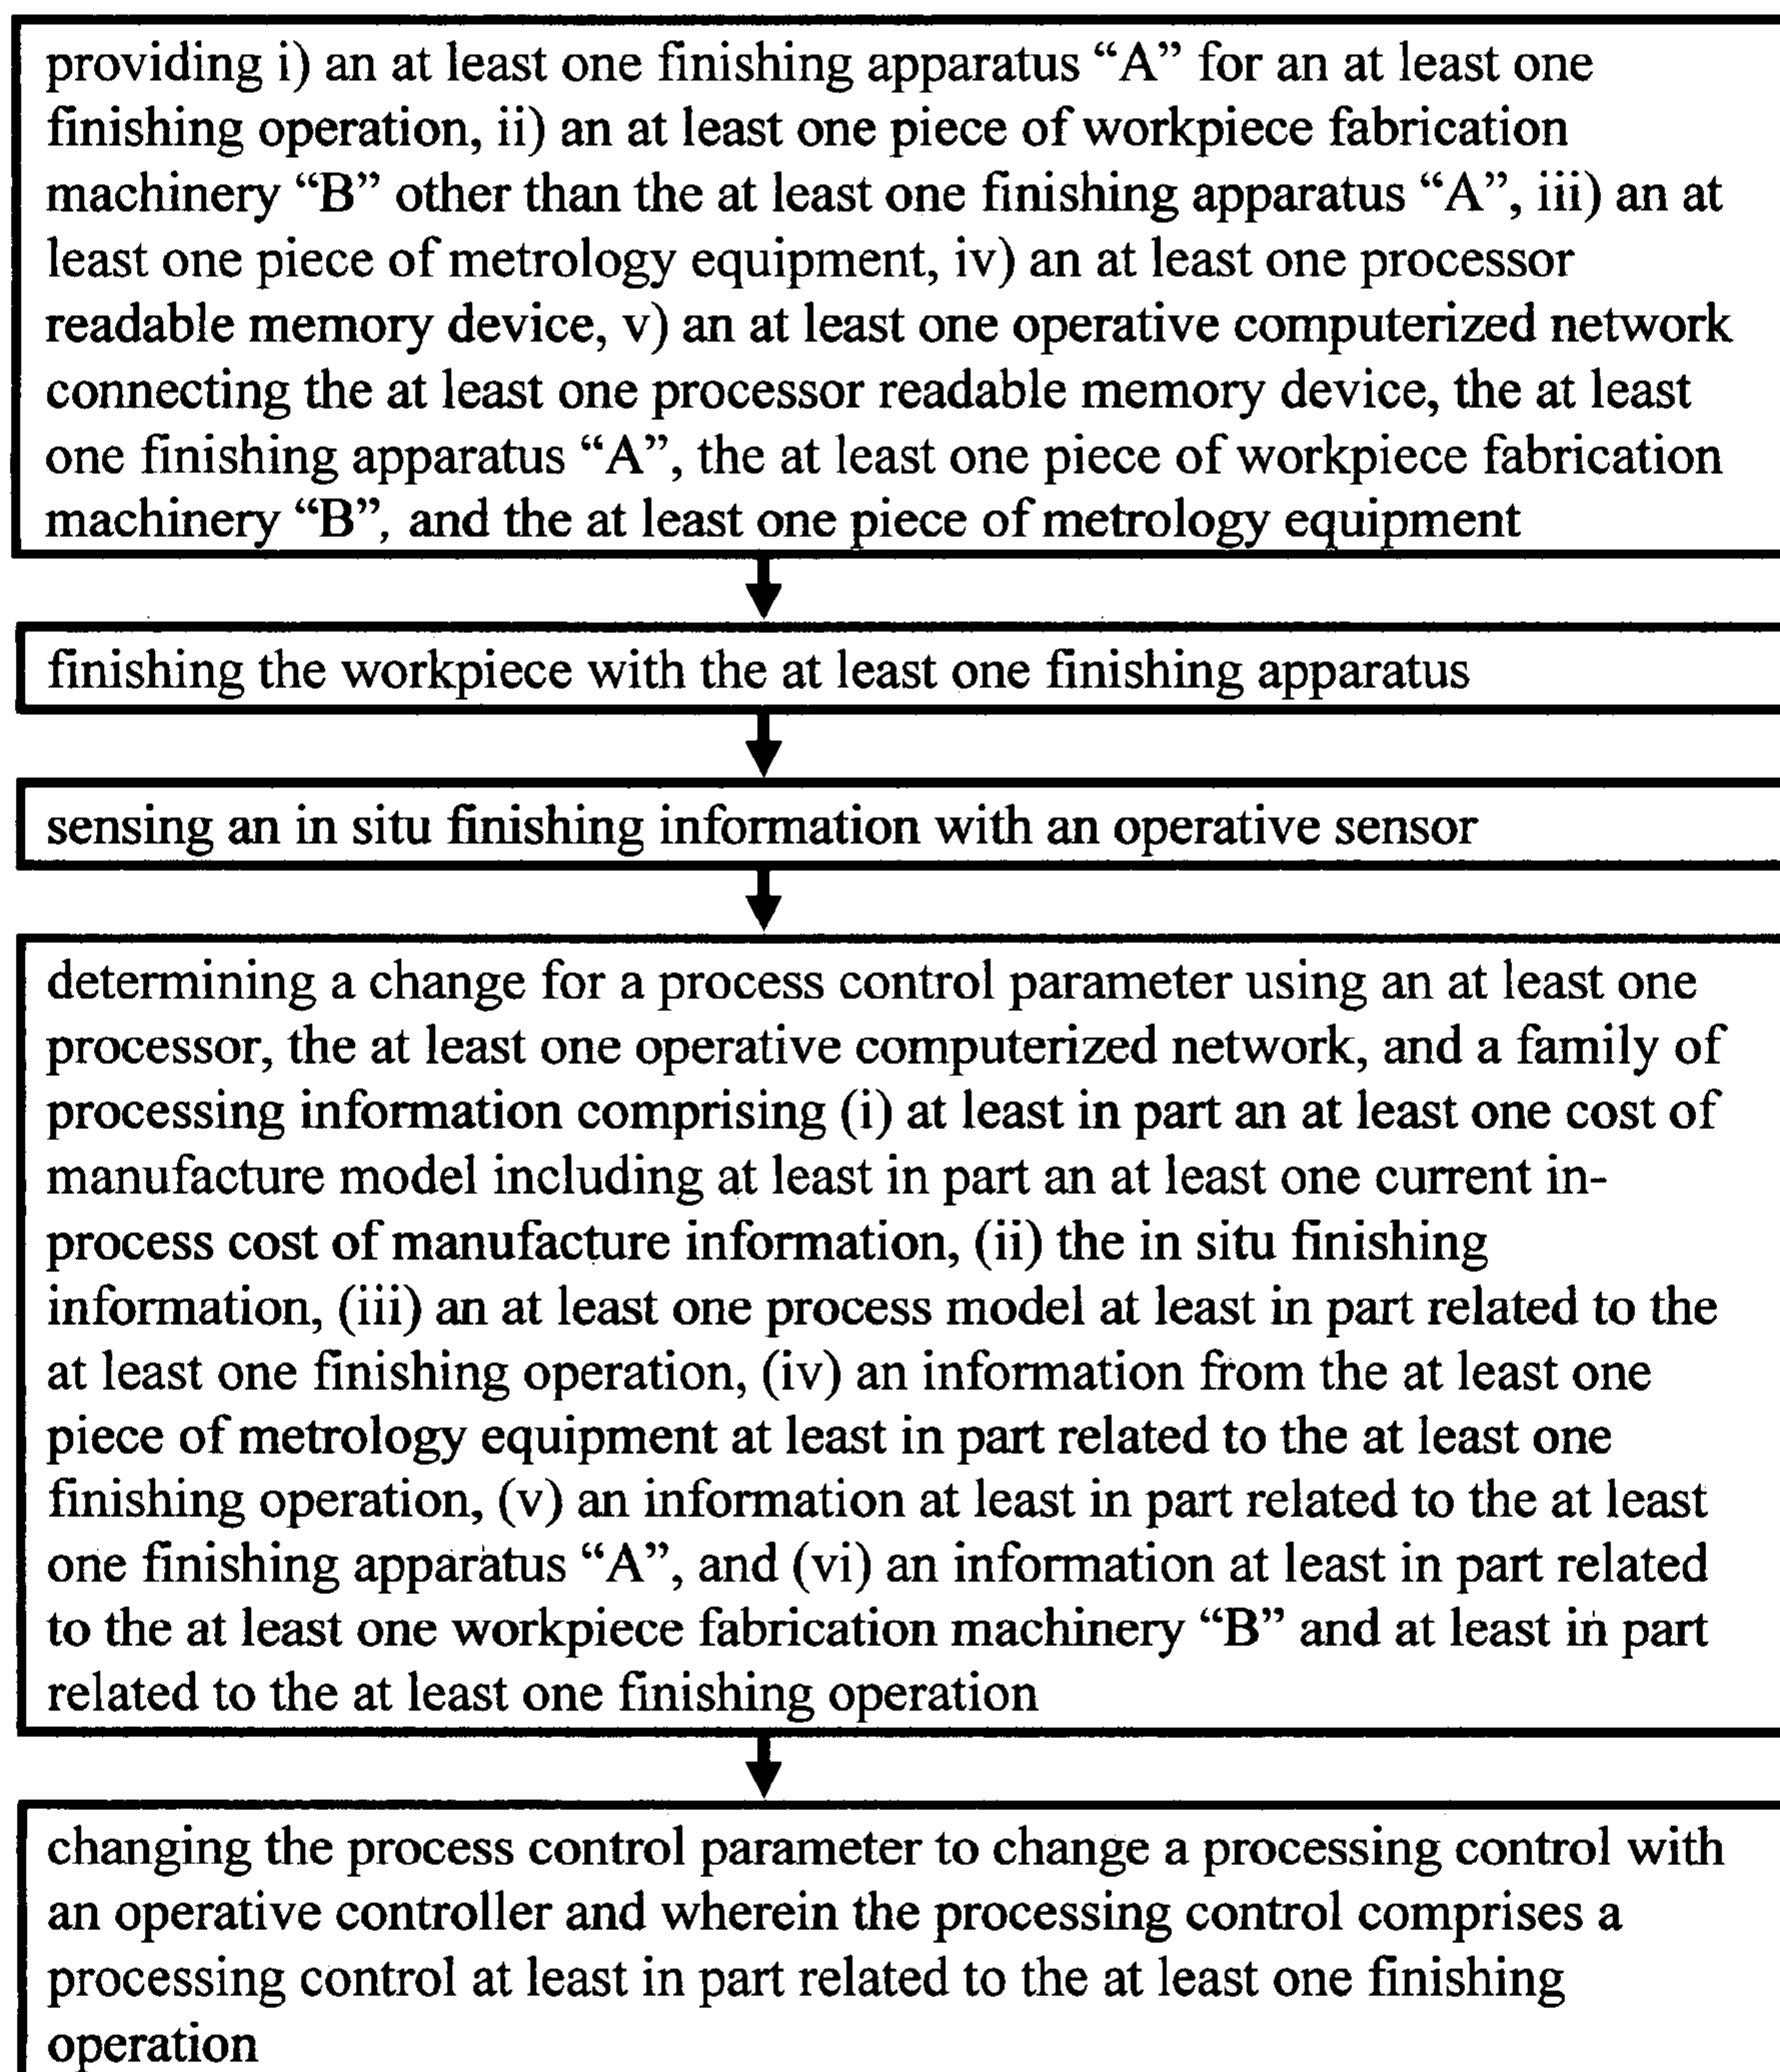 providing i) an at least one finishing apparatus “A” for an at least one
finishing operation, ii) an at least one piece of workpiece fabrication
machinery “B” other than the at least one finishing apparatus “A”, iii) an at
least one piece of metrology equipment, iv) an at least one processor
readable memory device, v) an at least one operative computerized network
connecting the at least one processor readable memory device, the at least
one finishing apparatus “A”, the at least one piece of workpiece fabrication
machinery “B”, and the at least one piece of metrology equipment
finishing the workpiece with the at least one finishing apparatus
sensing an in situ finishing information with an operative sensor
determining a change for a process control parameter using an at least one
processor, the at least one operative computerized network, and a family of
processing information comprising (i) at least in part an at least one cost of
manufacture model including at least in part an at least one current in-
process cost of manufacture information, (ii) the in situ finishing
information, (iii) an at least one process model at least in part related to the
at least one finishing operation, (iv) an information from the at least one
piece of metrology equipment at least in part related to the at least one
finishing operation, (v) an information at least in part related to the at least
one finishing apparatus “A”, and (vi) an information at least in part related
to the at least one workpiece fabrication machinery “B” and at least in part
related to the at least one finishing operation
changing the process control parameter to change a processing control with
an operative controller and wherein the processing control comprises a
processing control at least in part related to the at least one finishing
operation